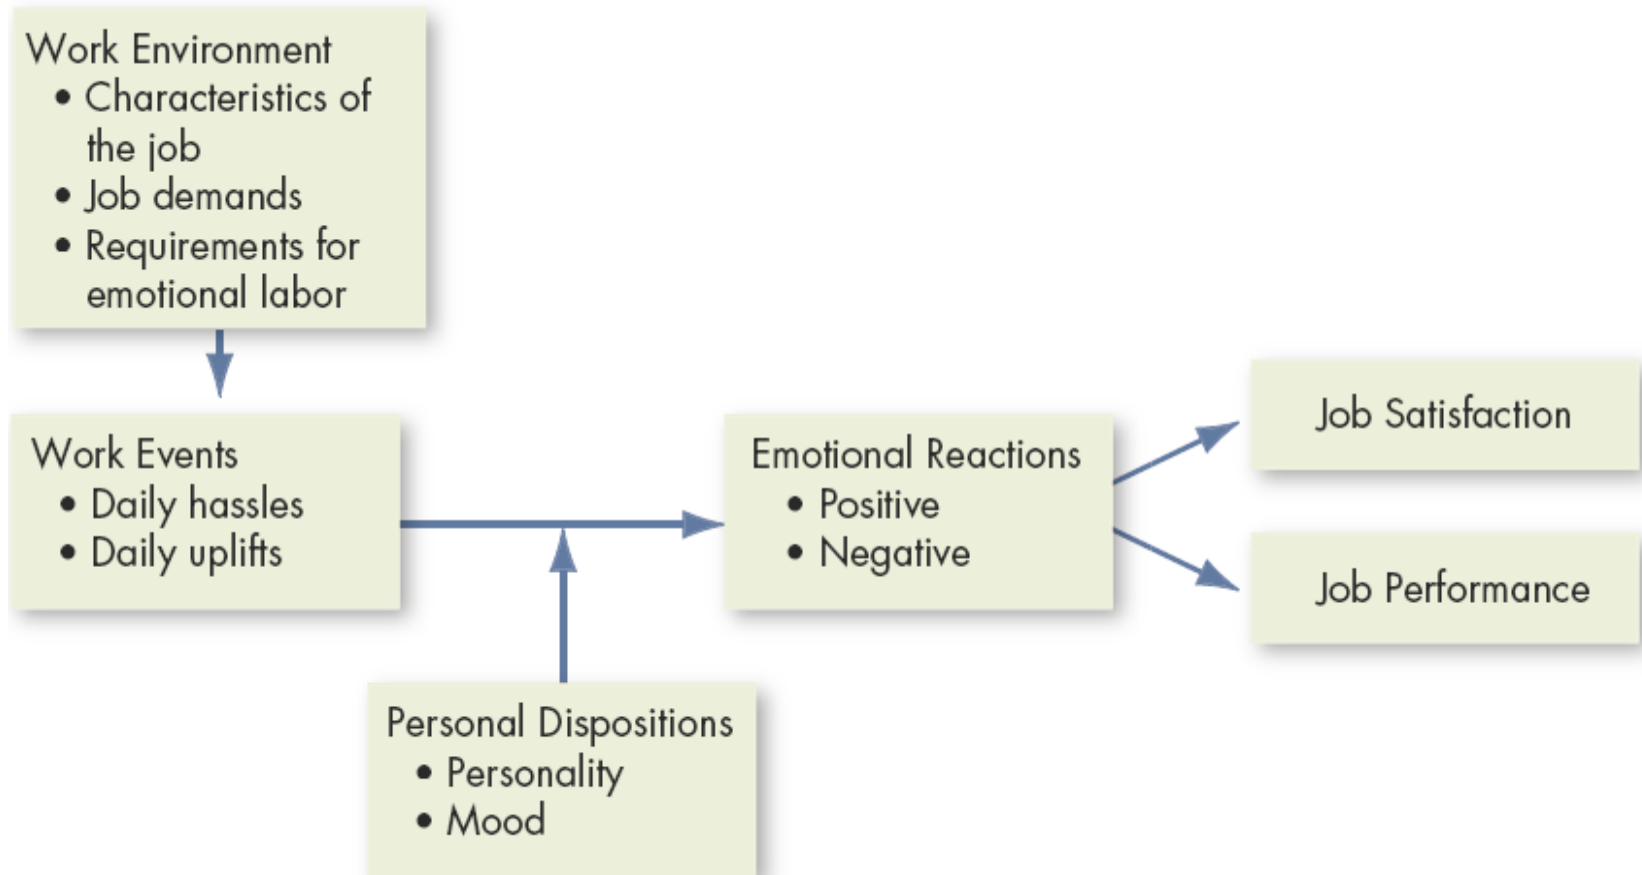 Work Environment
• Characteristics of
the job
• Job demands
• Requirements for
emotional labor
Work Events
• Daily hassles
• Daily uplifts
Personal Dispositions
• Personality
• Mood
Emotional Reactions
• Positive
• Negative
Job Satisfaction
Job Performance